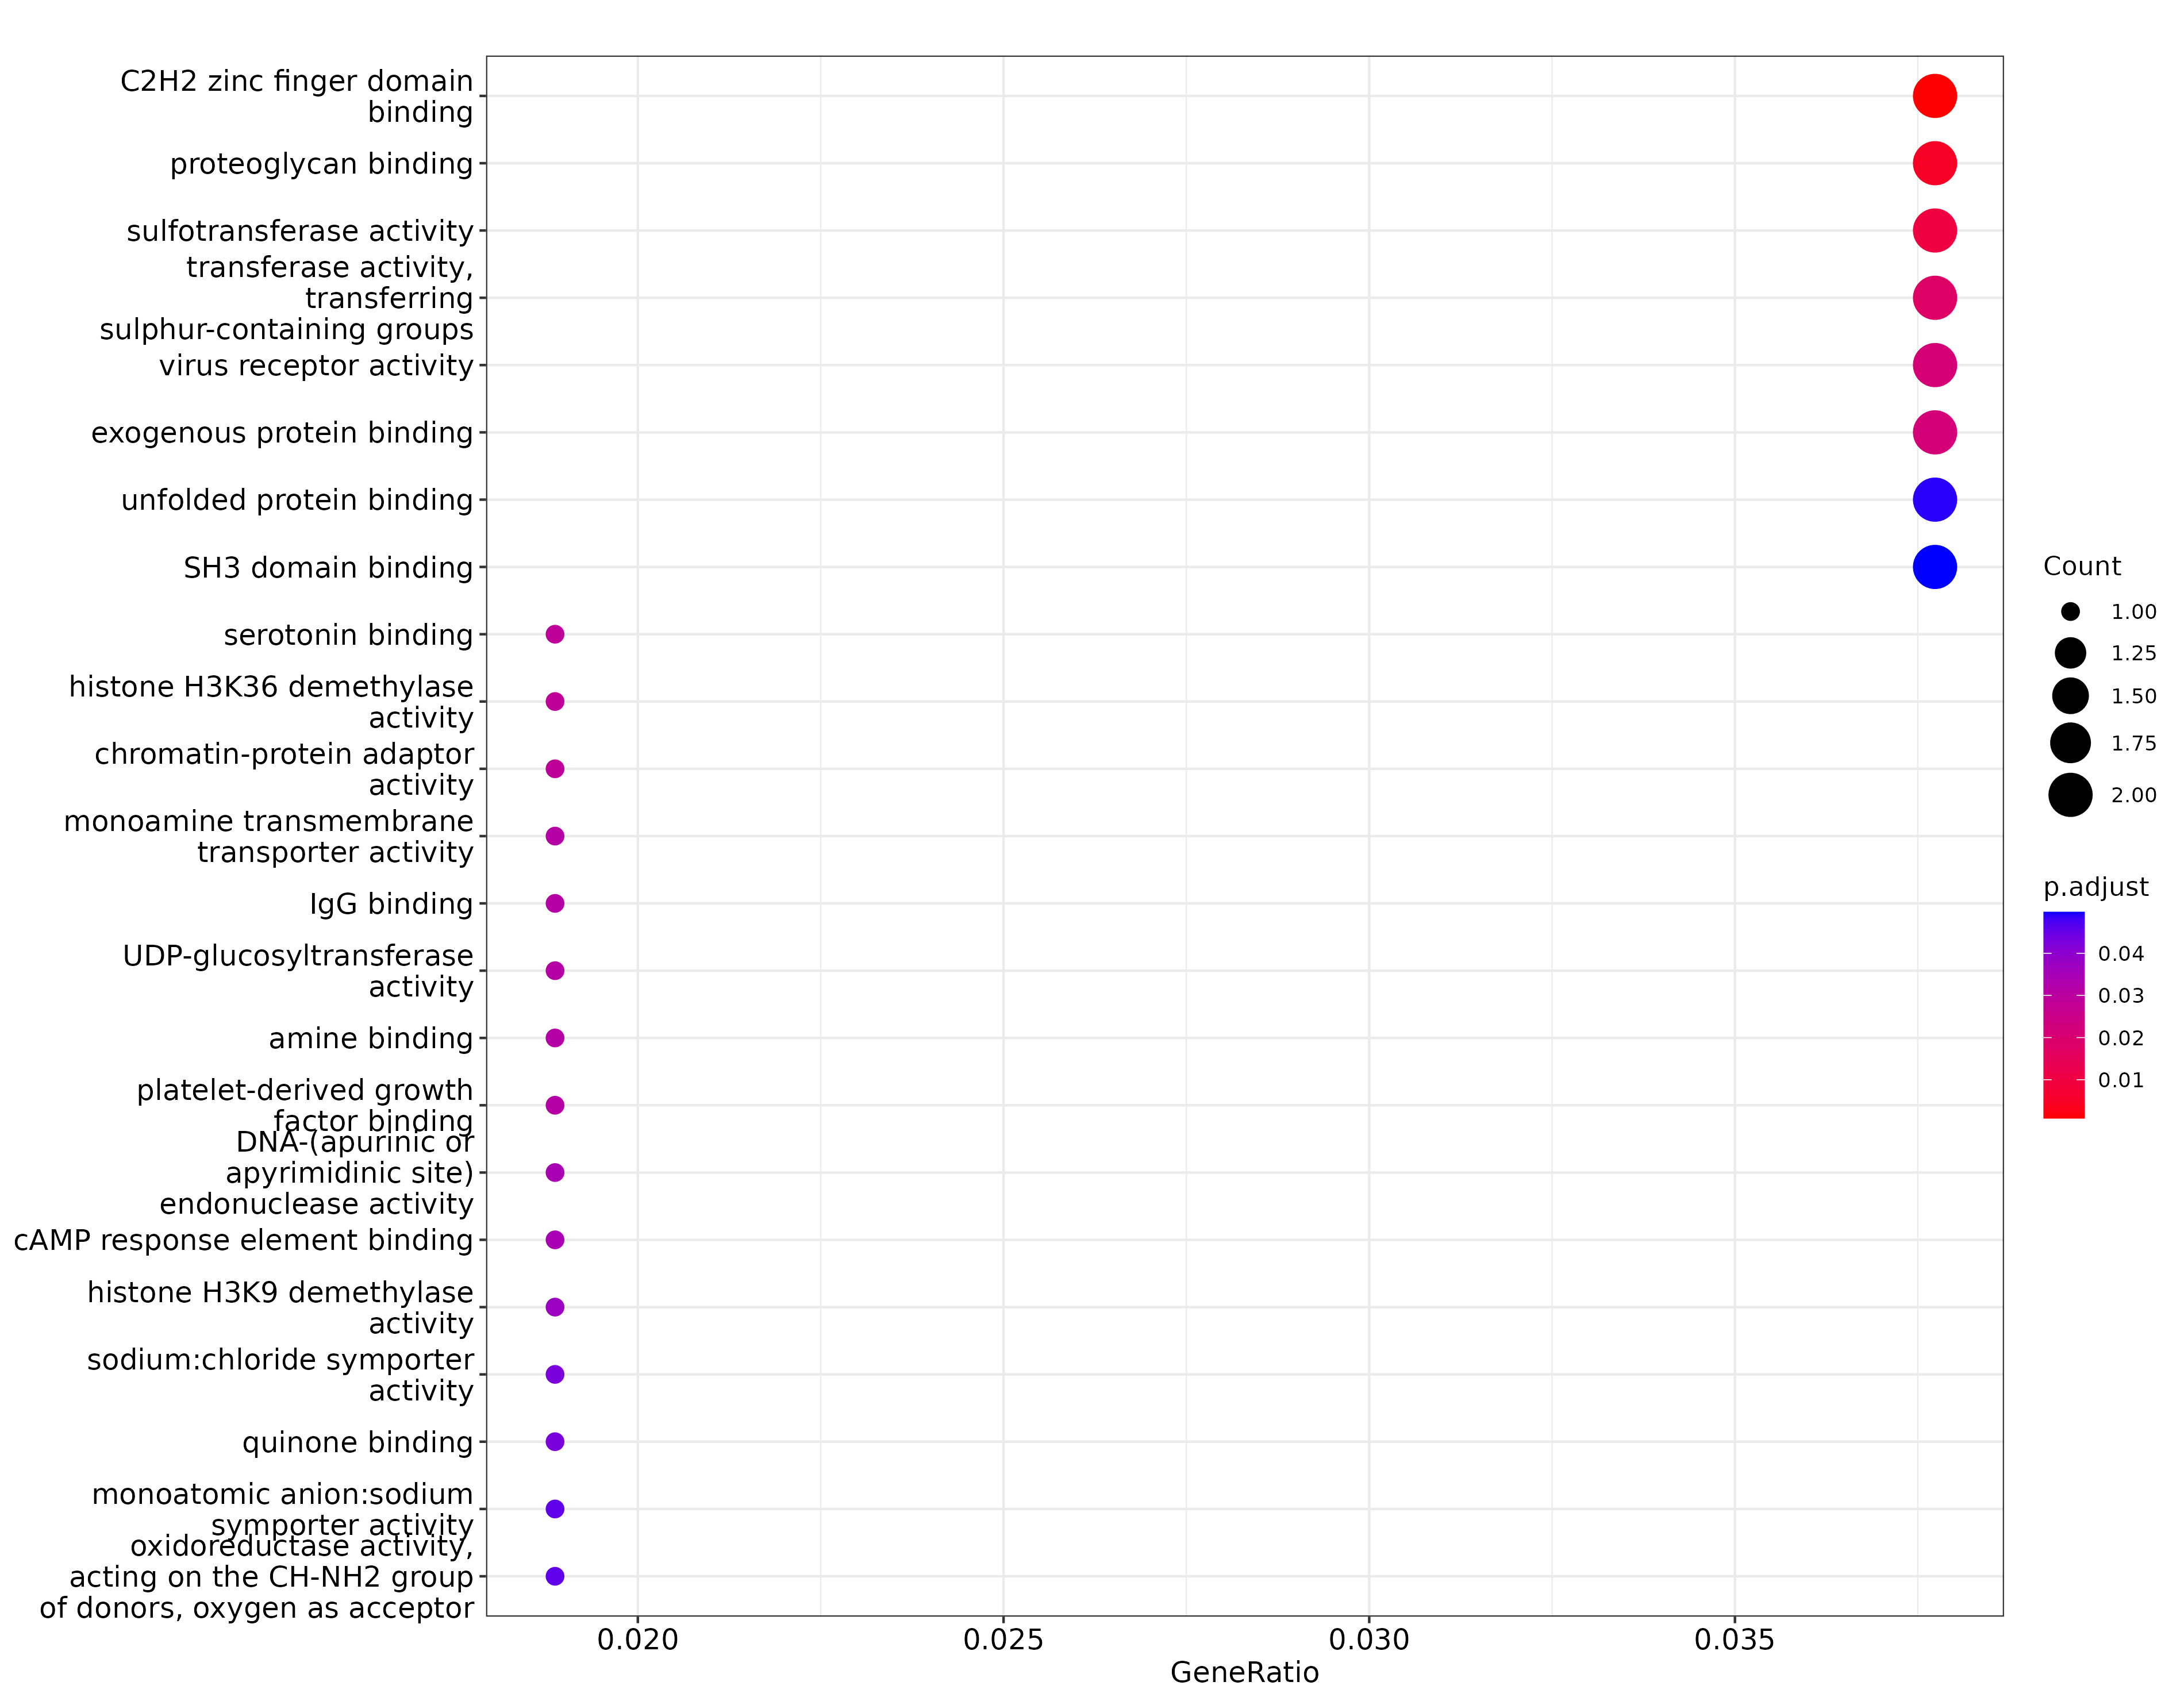 C2H2 zinc finger domain
binding
proteoglycan binding
sulfotransferase activity
transferase activity,
transferring
sulphur-containing groups
virus receptor activity
exogenous protein binding
unfolded protein binding
SH3 domain binding
serotonin binding
histone H3K36 demethylase
activity
chromatin-protein adaptor
activity
monoamine transmembrane
transporter activity
IgG binding
UDP-glucosyltransferase
activity
amine binding
platelet-derived growth
factor binding
DNA-(apurinic or
apyrimidinic site)
endonuclease activity
cAMP response element binding
histone H3K9 demethylase
activity
sodium:chloride symporter
activity
quinone binding
monoatomic anion:sodium
symporter activity
oxidoreductase activity,
acting on the CH-NH2 group
of donors, oxygen as acceptor
0.020 0.025 0.030 0.035
GeneRatio
Count
1.00
1.25
1.50
1.75
2.00
p.adjust
0.04
0.03
0.02
0.01